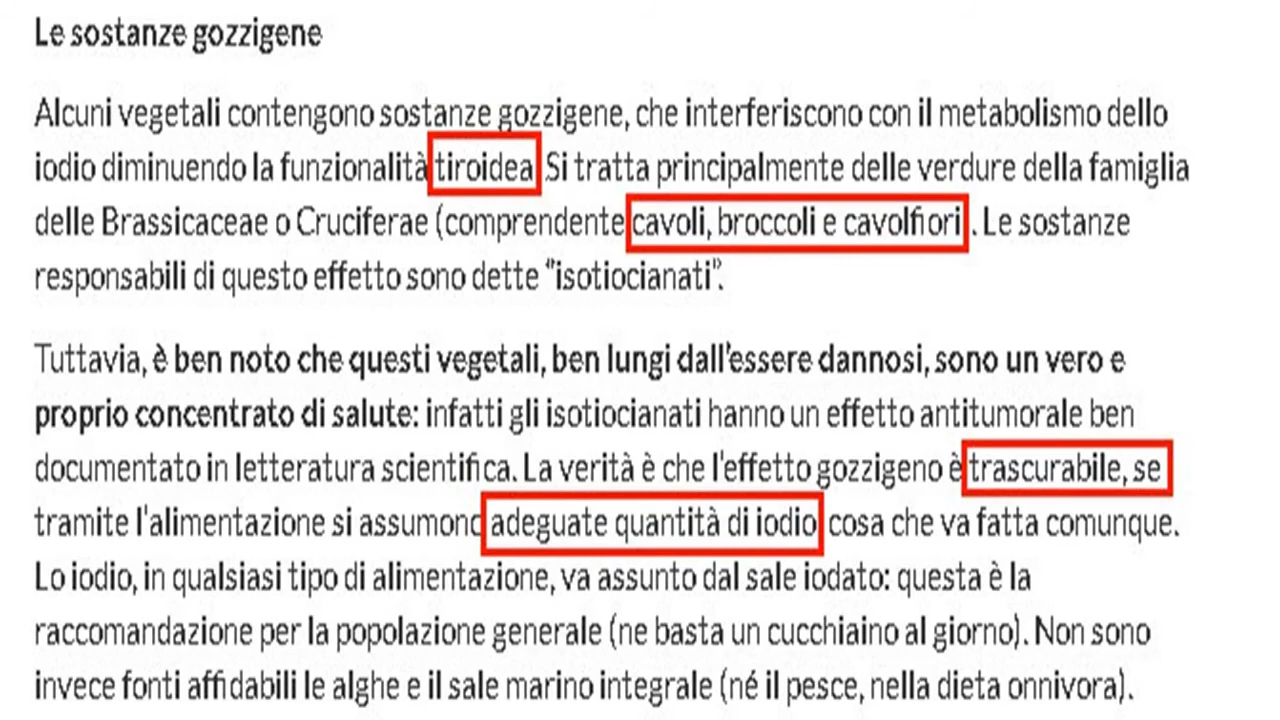 Le sostanze gozzigene
Alcuni vegetali contengono sostanze gozzigene, che interferiscono con il metabolismo dello
iodio diminuendo la funzionalità tiroidea Si tratta principalmente delle verdure della famiglia
delle Brassicaceae o Cruciferae (comprendente cavoli, broccoli e cavolfiori . Le sostanze
responsabili di questo effetto sono dette “isotiocianati”.
Tuttavia, è ben noto che questi vegetali, ben lungi dall'essere dannosi, sono un vero e
proprio concentrato di salute: infatti gli isotiocianati hanno un effetto antitumorale ben
documentato in letteratura scientifica. La verità è che l'effetto gozzigeno è trascurabile, se
tramite l'alimentazione si assumono adeguate quantità di iodio cosa che va fatta comunque.
Lo iodio, in qualsiasi tipo di alimentazione, va assunto dal sale iodato: questa è la
raccomandazione per la popolazione generale (ne basta un cucchiaino al giorno). Non sono
invece fonti affidabili le alghe e il sale marino integrale (né il pesce, nella dieta onnivora).